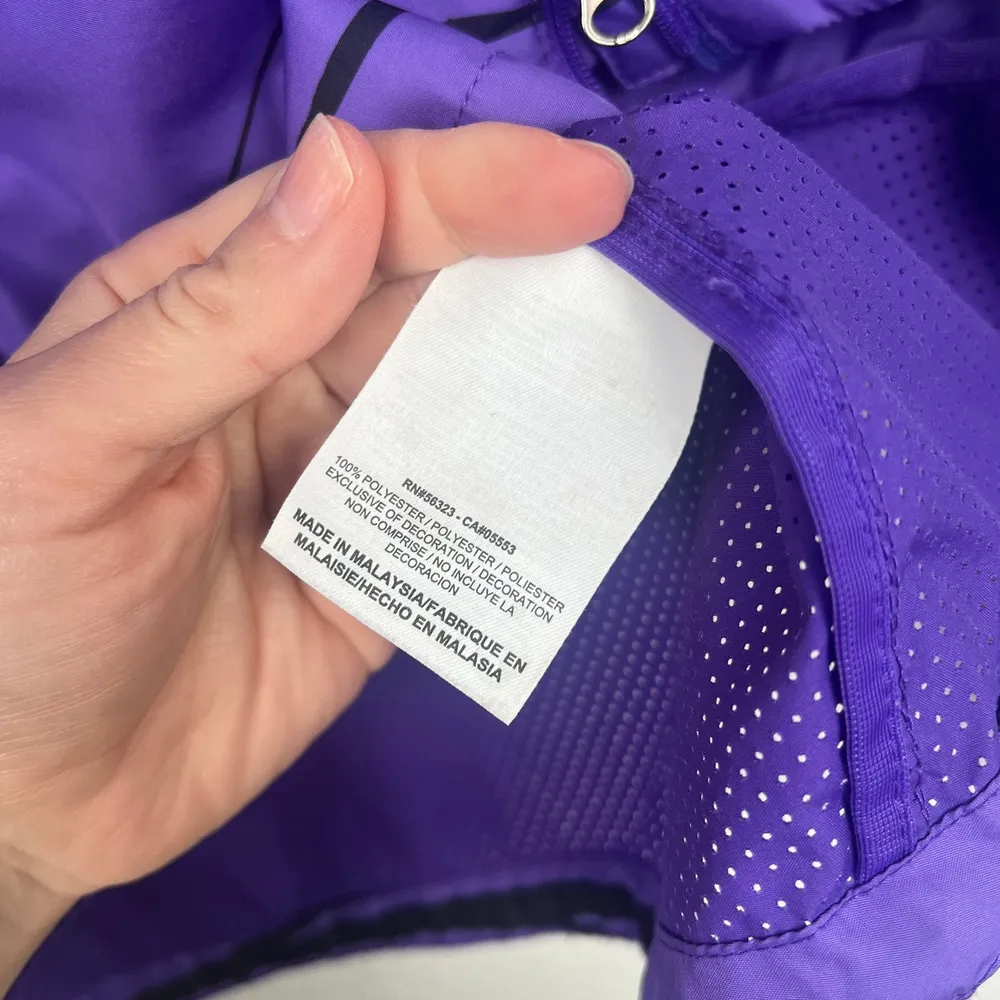 RN#56323 - CA#05553
100% POLYESTER / POLYESTER / POLIESTER
EXCLUSIVE OF DECORATION / DECORATION
NON COMPRISE / NO INCLUYE LA
DECORACION
MADE IN MALAYSIA/FABRIQUE EN
MALAISIE/HECHO EN MALASIA